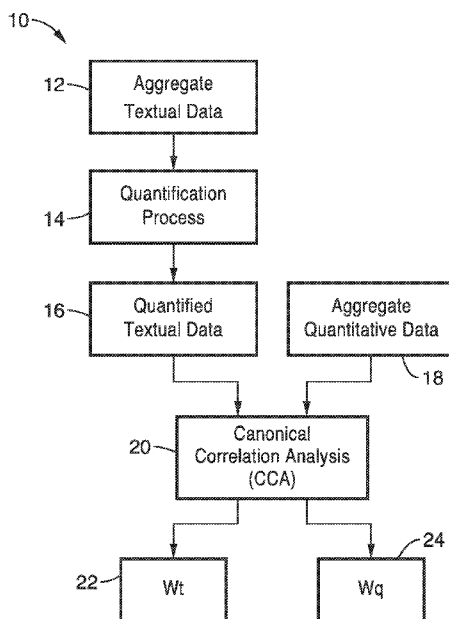 10
12
Aggregate
Textual Data
14
Quantification
Process
16
Quantified
Textual Data
Aggregate
Quantitative Data
18
20
Canonical
Correlation Analysis
(CCA)
22
Wt
24
Wq